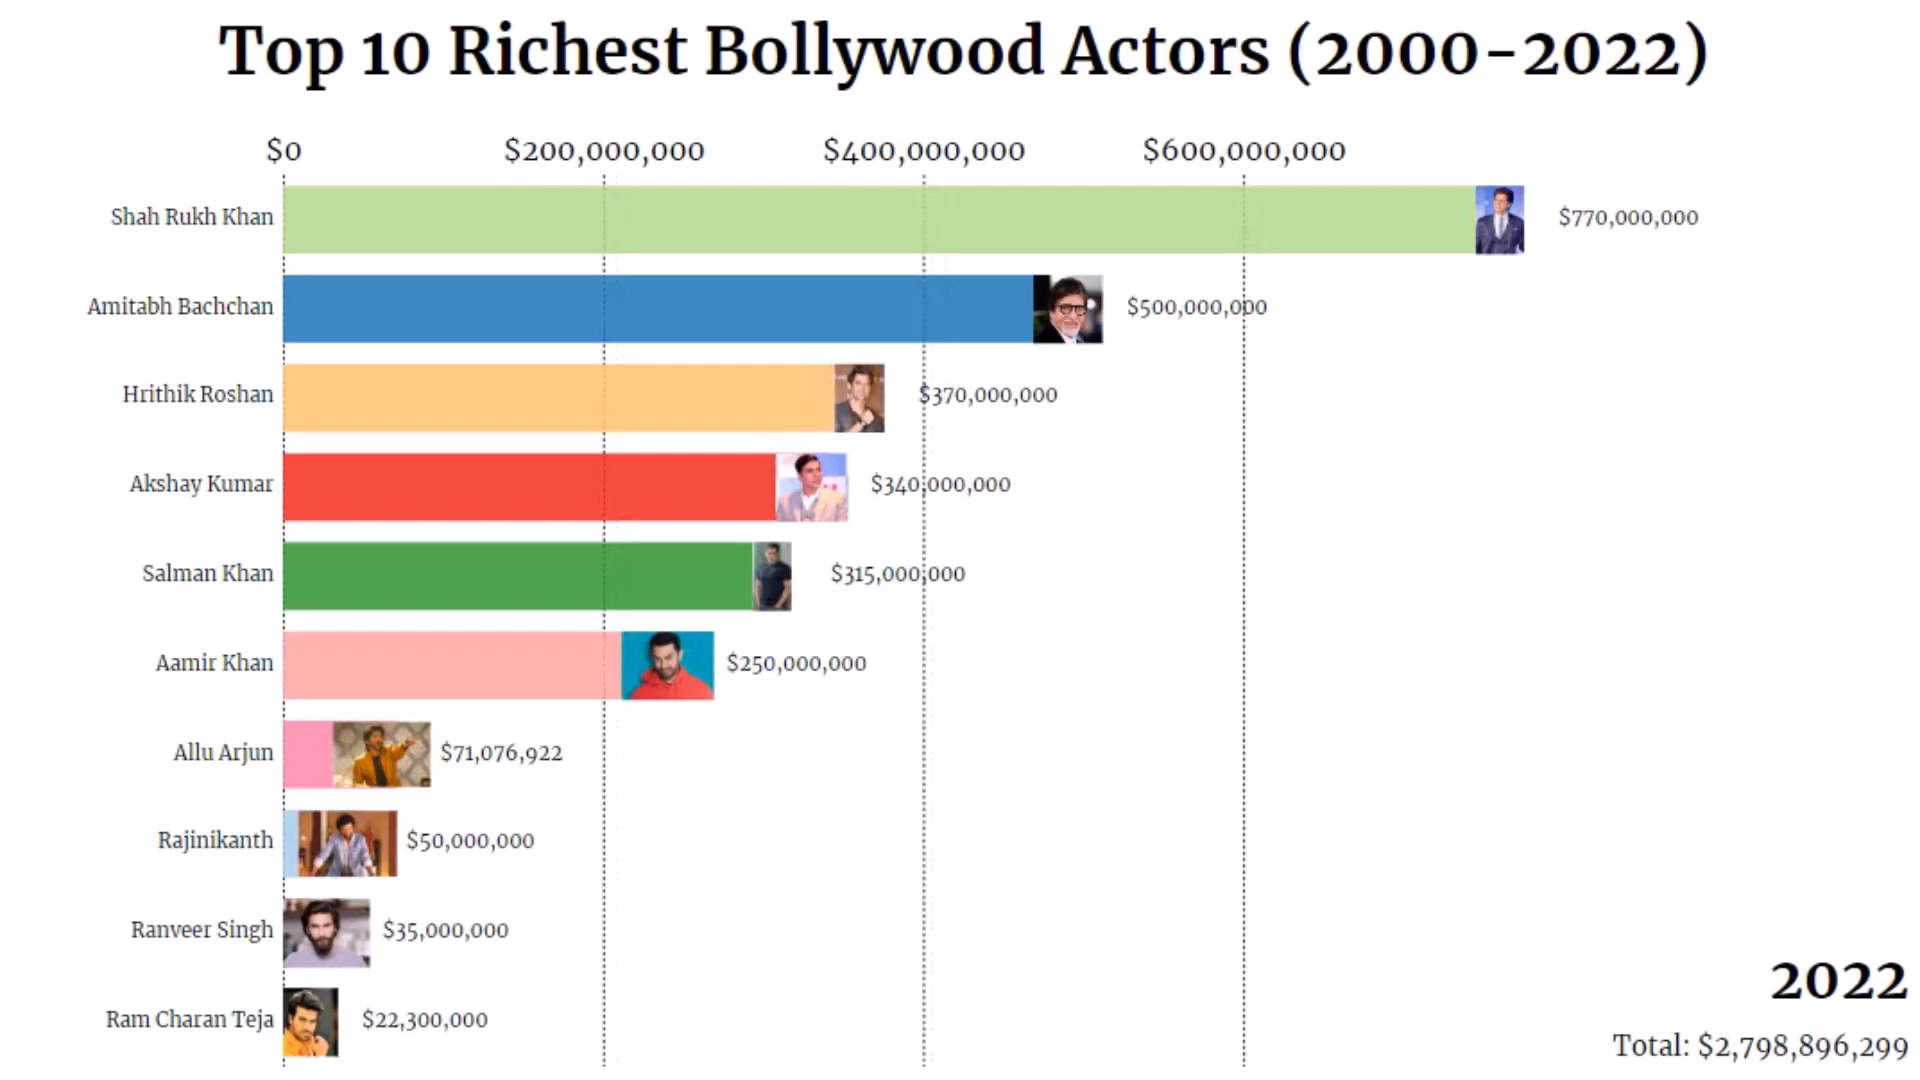 Top 10 Richest Bollywood Actors (2000-2022)
$0 $200,000,000 $400,000,000 $600,000,000
Shah Rukh Khan $770,000,000
Amitabh Bachchan $500,000,000
Hrithik Roshan $370,000,000
Akshay Kumar $340,000,000
Salman Khan $315,000,000
Aamir Khan $250,000,000
Allu Arjun $71,076,922
Rajinikanth $50,000,000
Ranveer Singh $35,000,000
2022
Ram Charan Teja $22,300,000
Total: $2,798,896,299